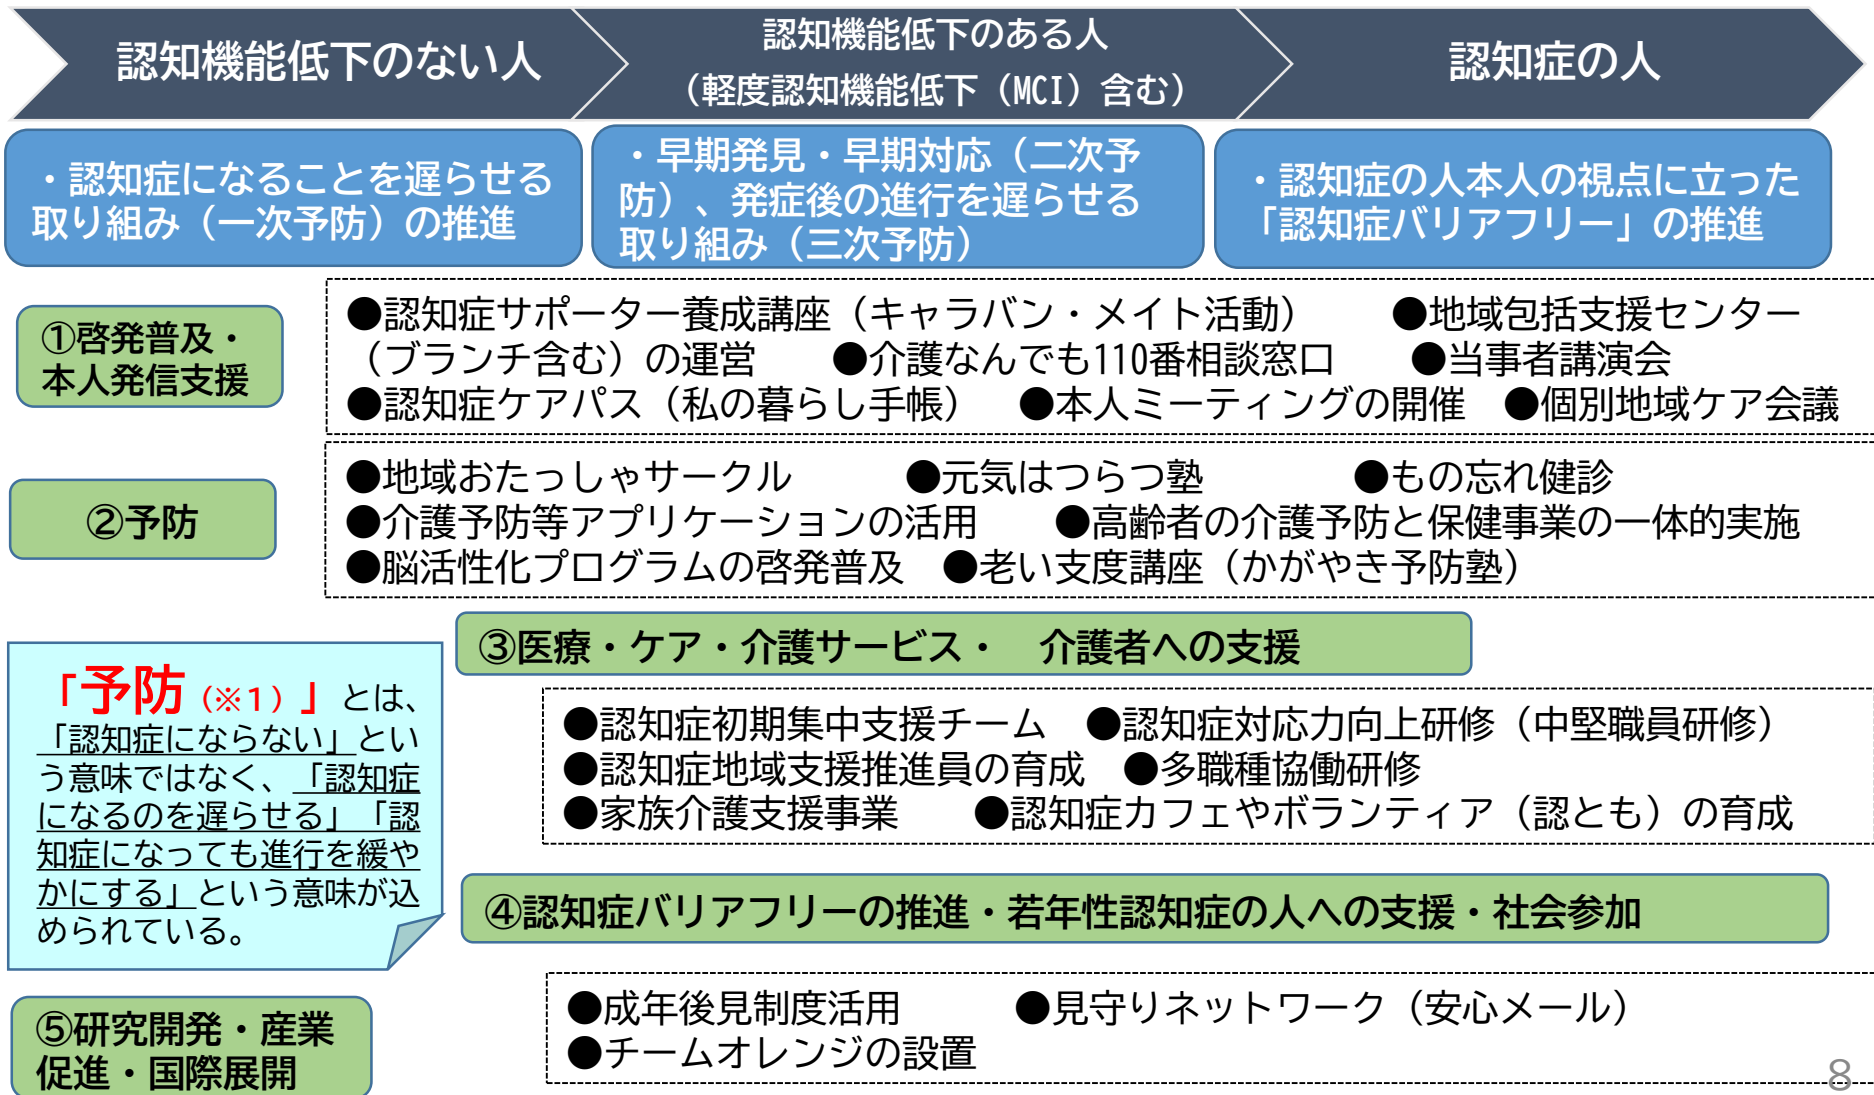 認知機能低下のない人
認知機能低下のある人
（軽度認知機能低下（MCI）含む）
認知症の人
・認知症になることを遅らせる
取り組み（一次予防）の推進
・早期発見・早期対応（二次予
防）、発症後の進行を遅らせる
取り組み（三次予防）
・認知症の人本人の視点に立った
「認知症バリアフリー」の推進
①啓発普及・
本人発信支援
●認知症サポーター養成講座（キャラバン・メイト活動）　●地域包括支援センター
（ブランチ含む）の運営　●介護なんでも110番相談窓口　●当事者講演会
●認知症ケアパス（私の暮らし手帳）　●本人ミーティングの開催　●個別地域ケア会議
②予防
●地域おたっしゃサークル　●元気はつらつ塾　●もの忘れ健診
●介護予防等アプリケーションの活用　●高齢者の介護予防と保健事業の一体的実施
●脳活性化プログラムの啓発普及　●老い支度講座（かがやき予防塾）
③医療・ケア・介護サービス・　介護者への支援
●認知症初期集中支援チーム　●認知症対応力向上研修（中堅職員研修）
●認知症地域支援推進員の育成　●多職種協働研修
●家族介護支援事業　●認知症カフェやボランティア（認とも）の育成
「予防（※1）」とは、
「認知症にならない」とい
う意味ではなく、「認知症
になるのを遅らせる」「認
知症になっても進行を緩や
かにする」という意味が込
められている。
④認知症バリアフリーの推進・若年性認知症の人への支援・社会参加
●成年後見制度活用　●見守りネットワーク（安心メール）
●チームオレンジの設置
⑤研究開発・産業
促進・国際展開
8